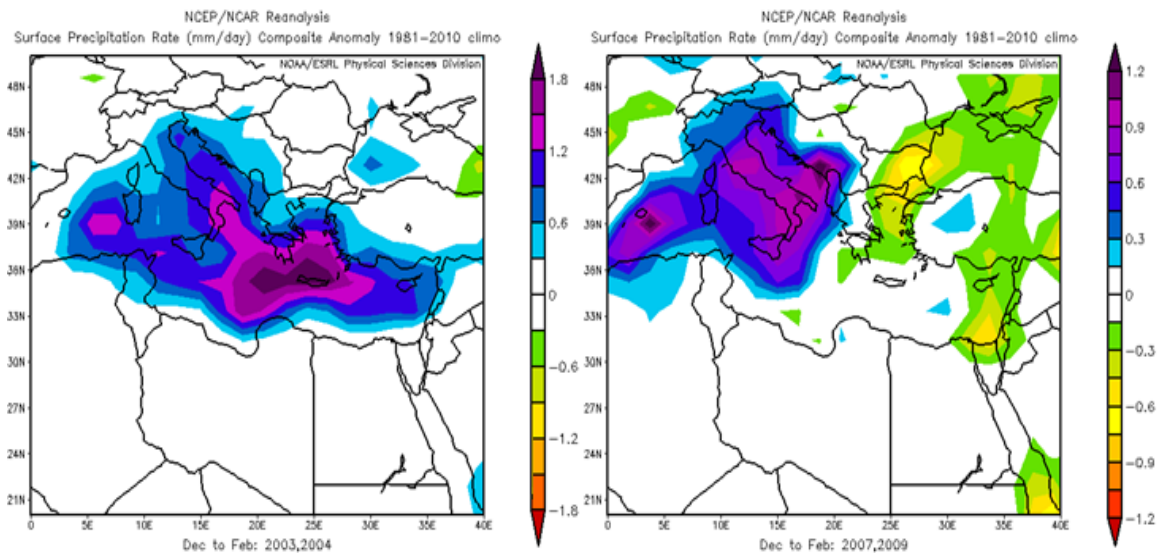 NCEP/NCAR Reanalysis
Surface Precipitation Rate (mm/day) Composite Anomaly 1981-2010 climo
NOAA/ESRL Physical Sciences Division
48N
45N
42N
39N
36N
33N
30N
27N
24N
21N
0 5E 10E 15E 20E 25E 30E 35E 40E
Dec to Feb: 2003,2004
1.8
1.2
0.6
0
-0.6
-1.2
-1.8
NCEP/NCAR Reanalysis
Surface Precipitation Rate (mm/day) Composite Anomaly 1981-2010 climo
NOAA/ESRL Physical Sciences Division
48N
45N
42N
39N
36N
33N
30N
27N
24N
21N
0 5E 10E 15E 20E 25E 30E 35E 40E
Dec to Feb: 2007,2009
1.2
0.9
0.6
0.3
0
-0.3
-0.6
-0.9
-1.2